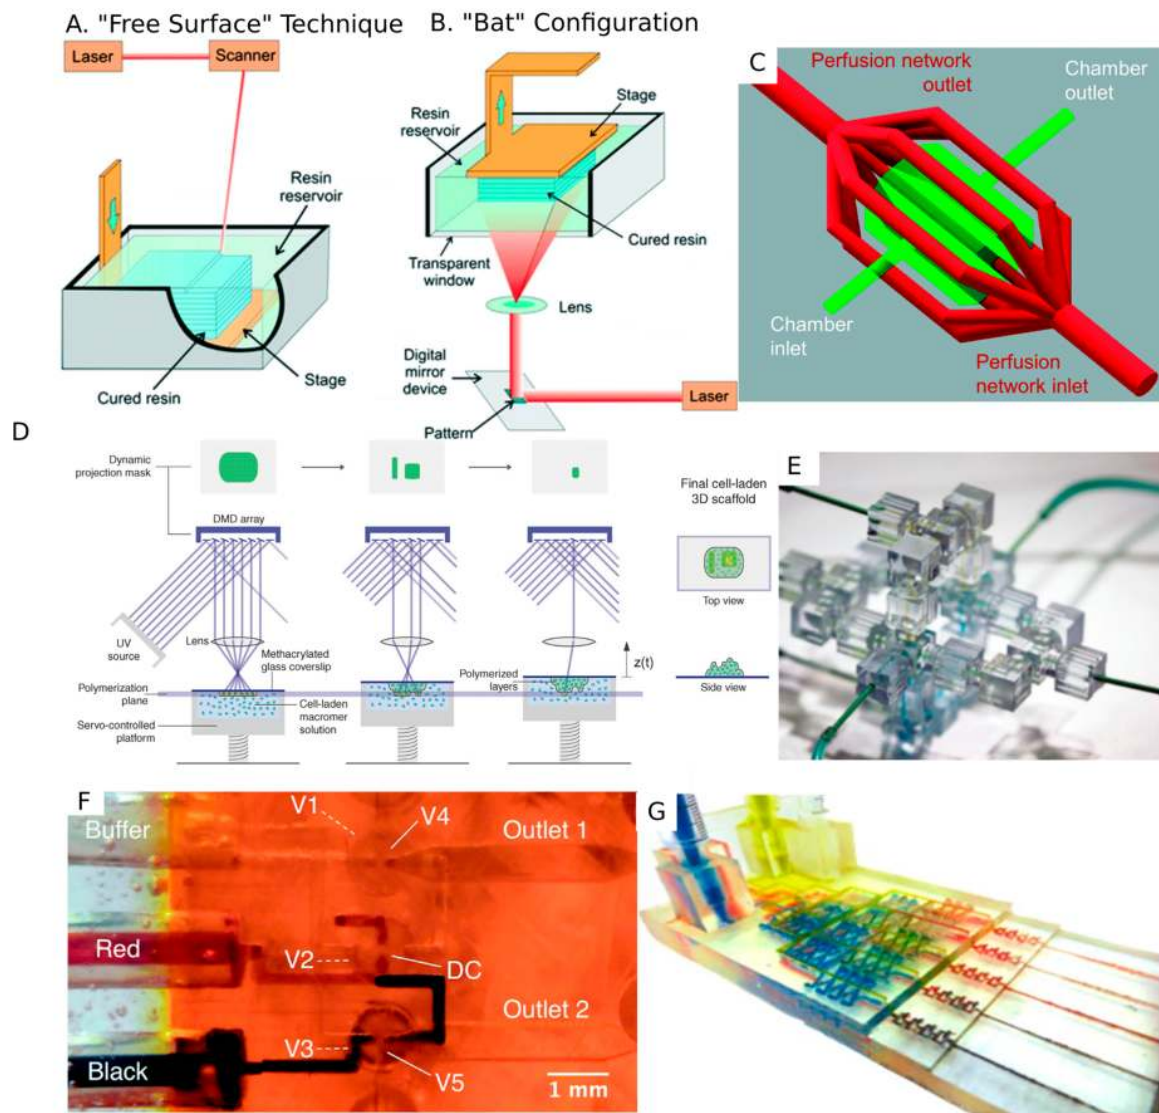 A. "Free Surface" Technique
Laser
Scanner
Resin
reservoir
Cured resin
Stage
B. "Bat" Configuration
Stage
Resin
reservoir
Cured resin
Transparent
window
Lens
Digital
mirror
device
Laser
Pattern
C
Perfusion network
outlet
Chamber
outlet
Chamber
inlet
Perfusion
network inlet
D
Dynamic
projection mask
DMD array
UV
source
Lens
Methacrylated
glass coverslip
Polymerization
plane
Cell-laden
macromer
solution
Servo-controlled
platform
Polymerized
layers
z(t)
Final cell-laden
3D scaffold
Top view
Side view
E
F
Buffer
V1
V4
Outlet 1
Red
V2
DC
Outlet 2
V3
Black
V5
1 mm
G